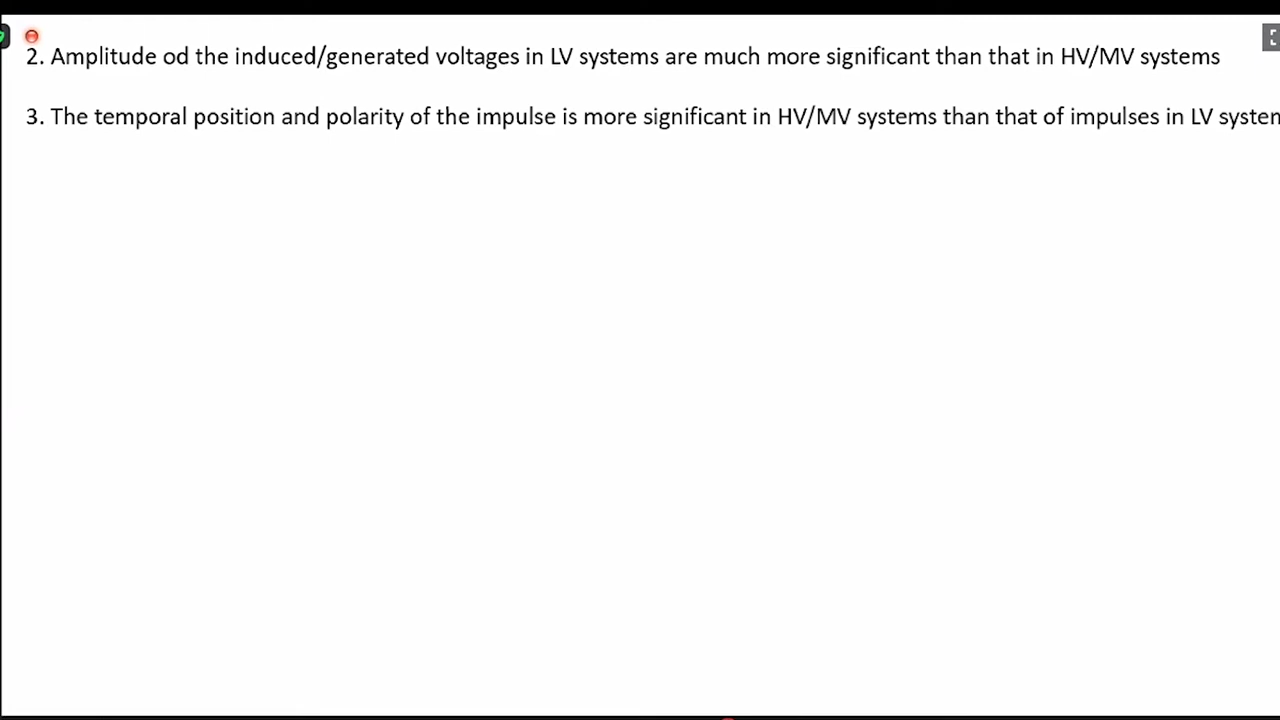 2. Amplitude od the induced/generated voltages in LV systems are much more significant than that in HV/MV systems
3. The temporal position and polarity of the impulse is more significant in HV/MV systems than that of impulses in LV